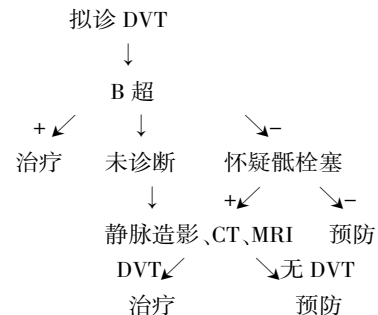 拟诊 DVT
↓
B 超
+↙ ↓ ↘−
治疗 未诊断 怀疑骶栓塞
↓ +↙ ↘−
静脉造影、CT、MRI 预防
DVT↙ ↘无 DVT
治疗 预防